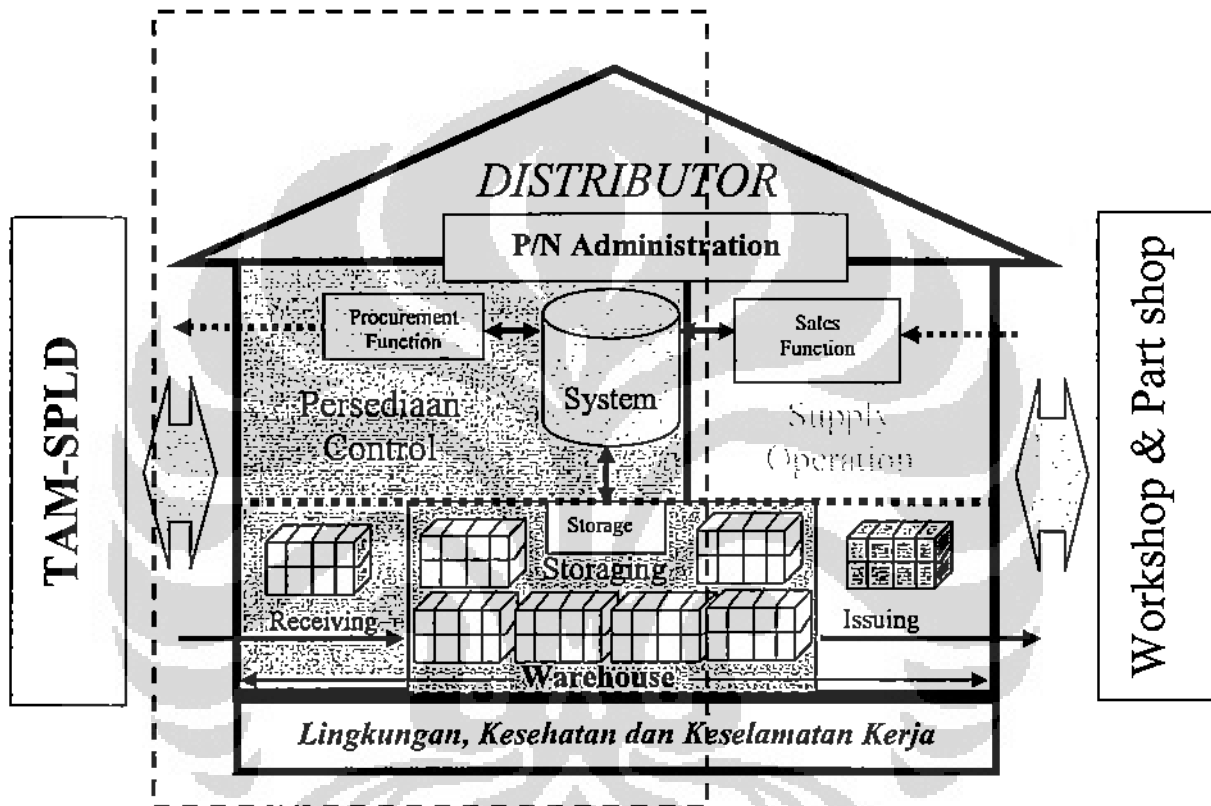 DISTRIBUTOR
P/N Administration
TAM-SPLD
Procurement
Function
System
Sales
Function
Persediaan
Control
Supply
Operation
Workshop & Part shop
Storage
Storaging
Receiving
Issuing
Warehouse
Lingkungan, Kesehatan dan Keselamatan Kerja